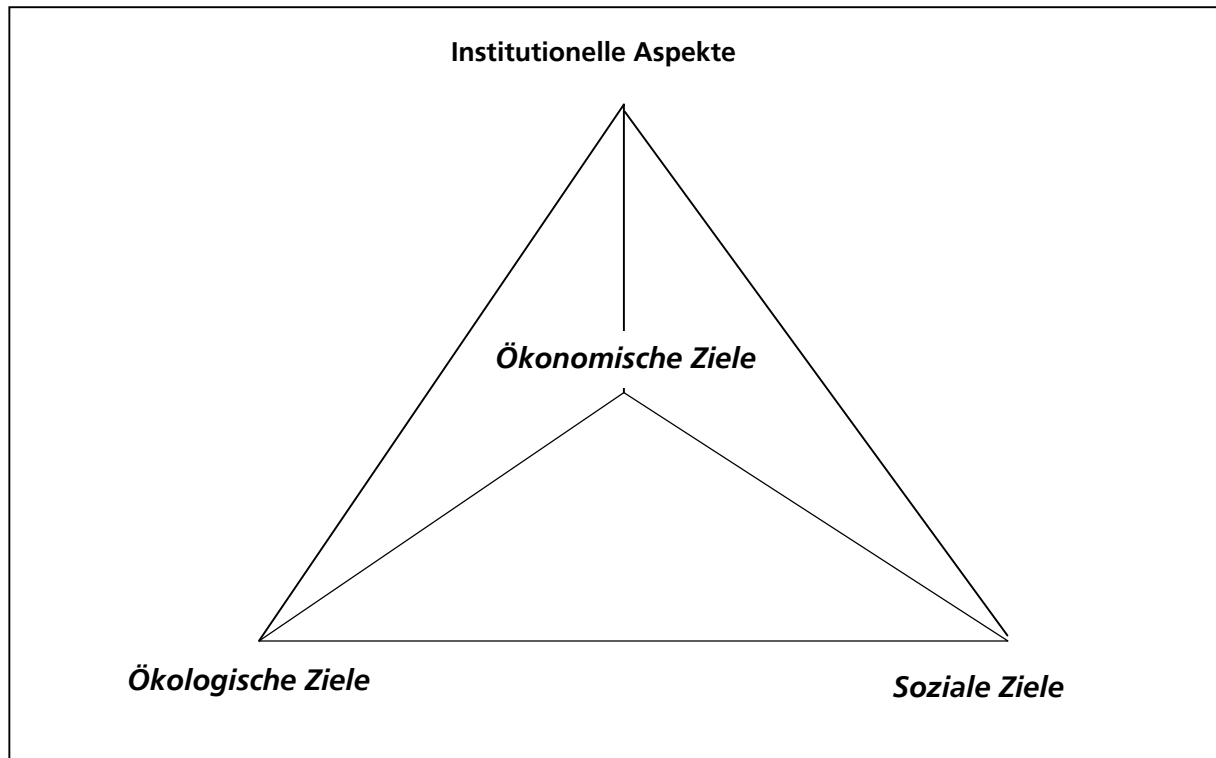 Institutionelle Aspekte
Ökonomische Ziele
Ökologische Ziele
Soziale Ziele